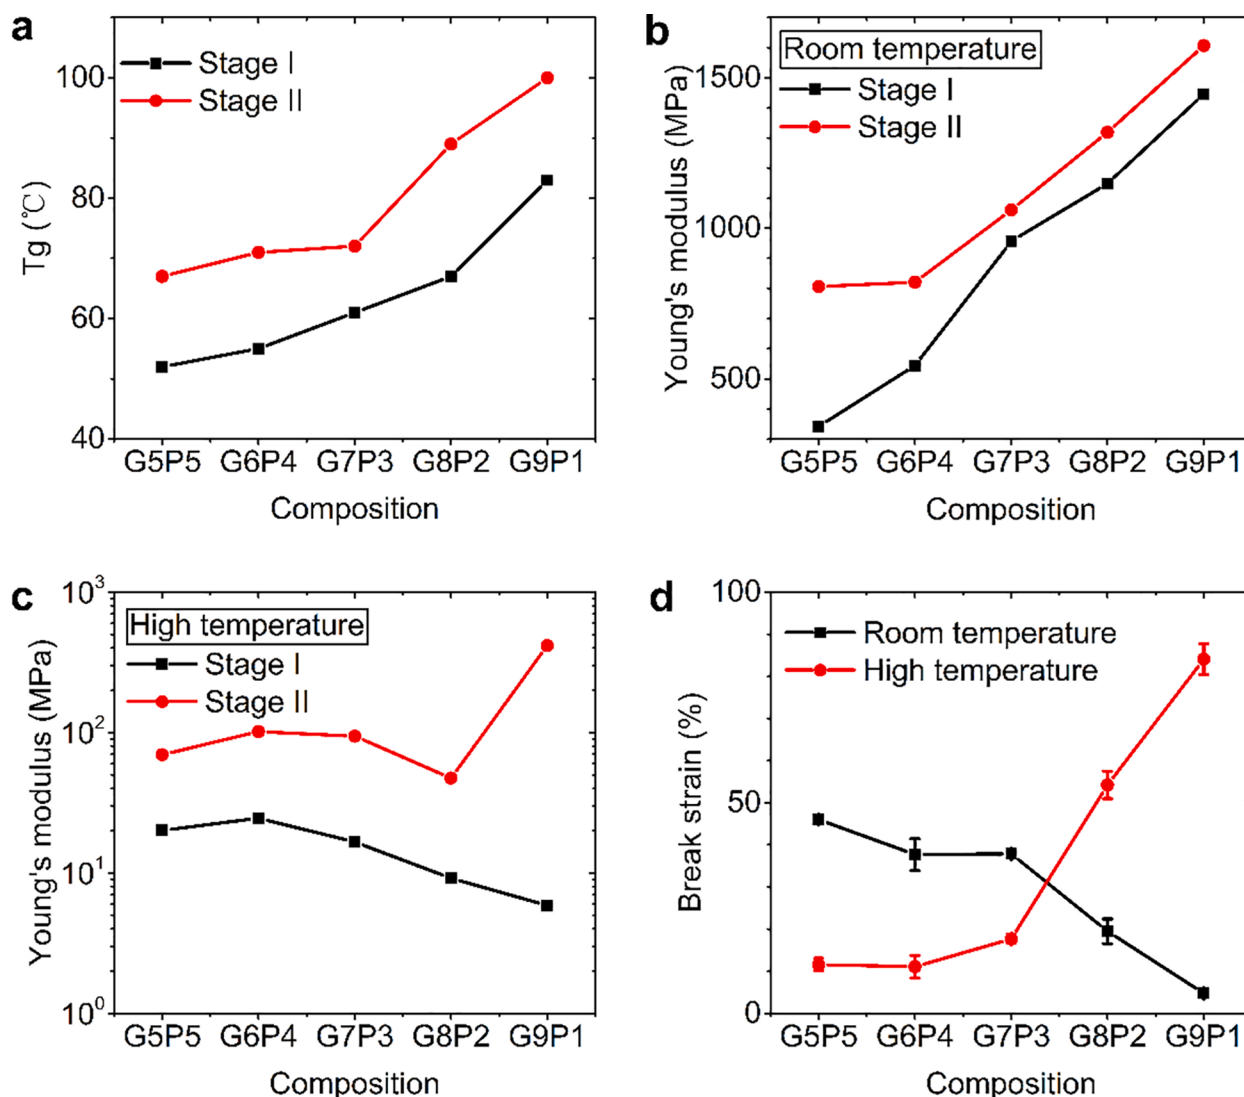 a
Stage I
Stage II
100
80
60
40
Tg (℃)
G5P5 G6P4 G7P3 G8P2 G9P1
Composition
b
Room temperature
Stage I
Stage II
1500
1000
500
Young's modulus (MPa)
G5P5 G6P4 G7P3 G8P2 G9P1
Composition
c
High temperature
Stage I
Stage II
10³
10²
10¹
10⁰
Young's modulus (MPa)
G5P5 G6P4 G7P3 G8P2 G9P1
Composition
d
Room temperature
High temperature
100
50
0
Break strain (%)
G5P5 G6P4 G7P3 G8P2 G9P1
Composition